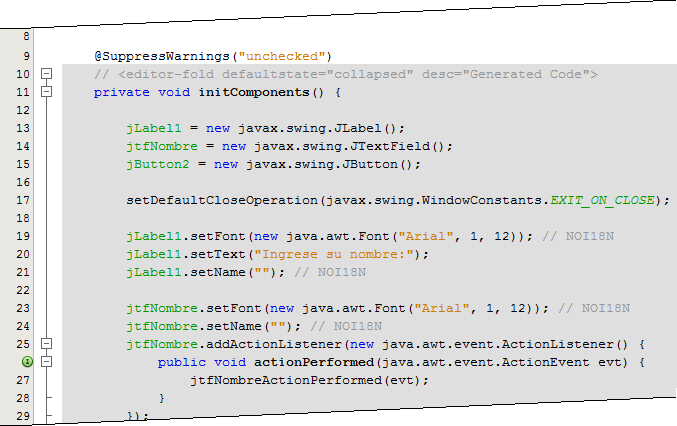 8
9 @SuppressWarnings("unchecked")
10 // <editor-fold defaultstate="collapsed" desc="Generated Code">
11 private void initComponents() {
12
13 jLabel1 = new javax.swing.JLabel();
14 jtfNombre = new javax.swing.JTextField();
15 jButton2 = new javax.swing.JButton();
16
17 setDefaultCloseOperation(javax.swing.WindowConstants.EXIT_ON_CLOSE);
18
19 jLabel1.setFont(new java.awt.Font("Arial", 1, 12)); // NOI18N
20 jLabel1.setText("Ingrese su nombre:");
21 jLabel1.setName(""); // NOI18N
22
23 jtfNombre.setFont(new java.awt.Font("Arial", 1, 12)); // NOI18N
24 jtfNombre.setName(""); // NOI18N
25 jtfNombre.addActionListener(new java.awt.event.ActionListener() {
public void actionPerformed(java.awt.event.ActionEvent evt) {
27 jtfNombreActionPerformed(evt);
28 }
29 });